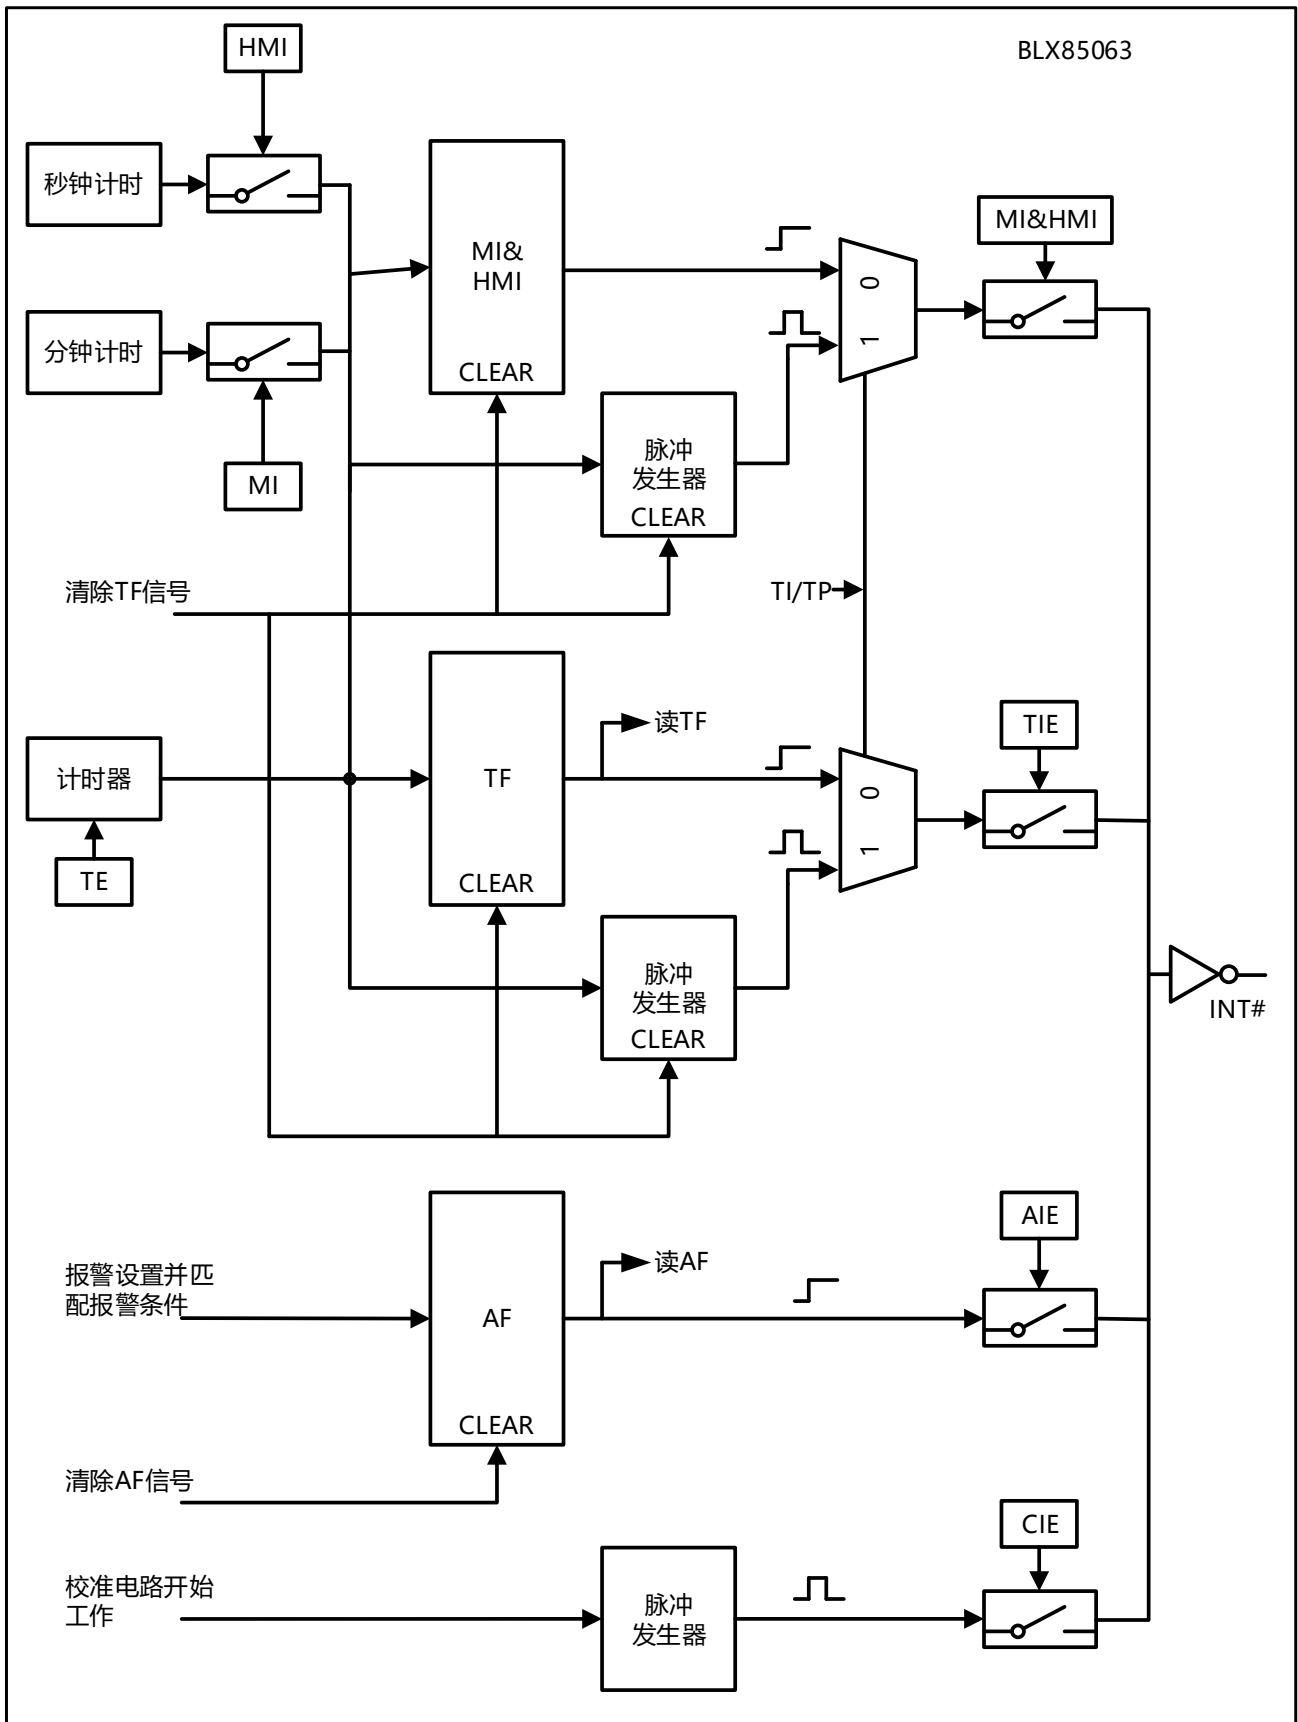 HMI
BLX85063
秒钟计时
MI&HMI
MI&
HMI
0
分钟计时
1
CLEAR
脉冲
发生器
CLEAR
MI
清除TF信号
TI/TP
读TF
TIE
计时器
TF
0
1
TE
CLEAR
脉冲
发生器
CLEAR
INT#
AIE
报警设置并匹
配报警条件
读AF
AF
CLEAR
清除AF信号
CIE
校准电路开始
工作
脉冲
发生器